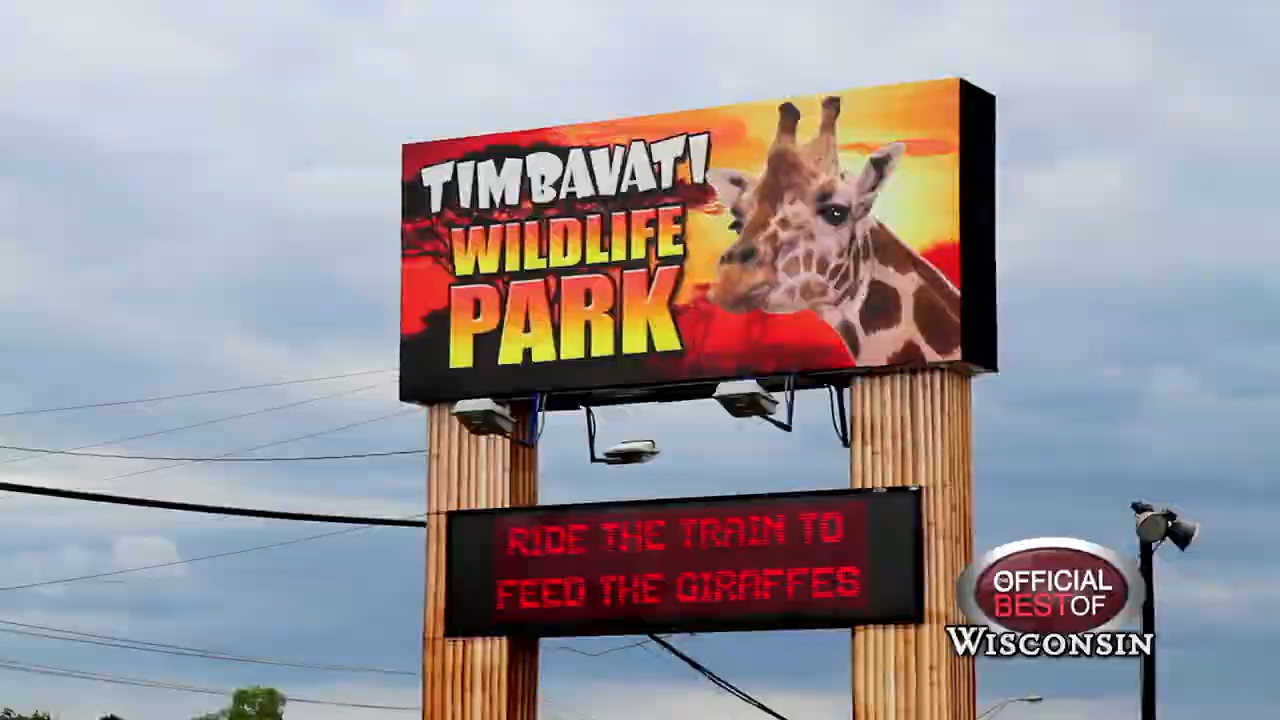 TIMBAVATI
WILDLIFE
PARK
RIDE THE TRAIN TO
FEED THE GIRAFFES
OFFICIAL
BEST OF
WISCONSIN